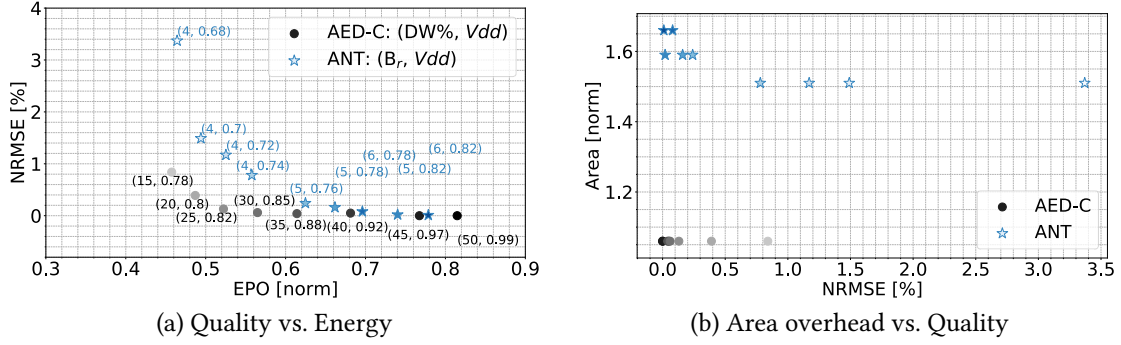 4
3
2
1
0
NRMSE [%]
(4, 0.68)
AED-C: (DW%, Vdd)
ANT: (Br, Vdd)
(4, 0.7)
(4, 0.72)
(4, 0.74)
(5, 0.76)
(5, 0.78)
(6, 0.78)
(5, 0.82)
(6, 0.82)
(15, 0.78)
(20, 0.8)
(25, 0.82)
(30, 0.85)
(35, 0.88)
(40, 0.92)
(45, 0.97)
(50, 0.99)
0.3 0.4 0.5 0.6 0.7 0.8 0.9
EPO [norm]
(a) Quality vs. Energy
1.6
1.4
1.2
Area [norm]
AED-C
ANT
0.0 0.5 1.0 1.5 2.0 2.5 3.0 3.5
NRMSE [%]
(b) Area overhead vs. Quality